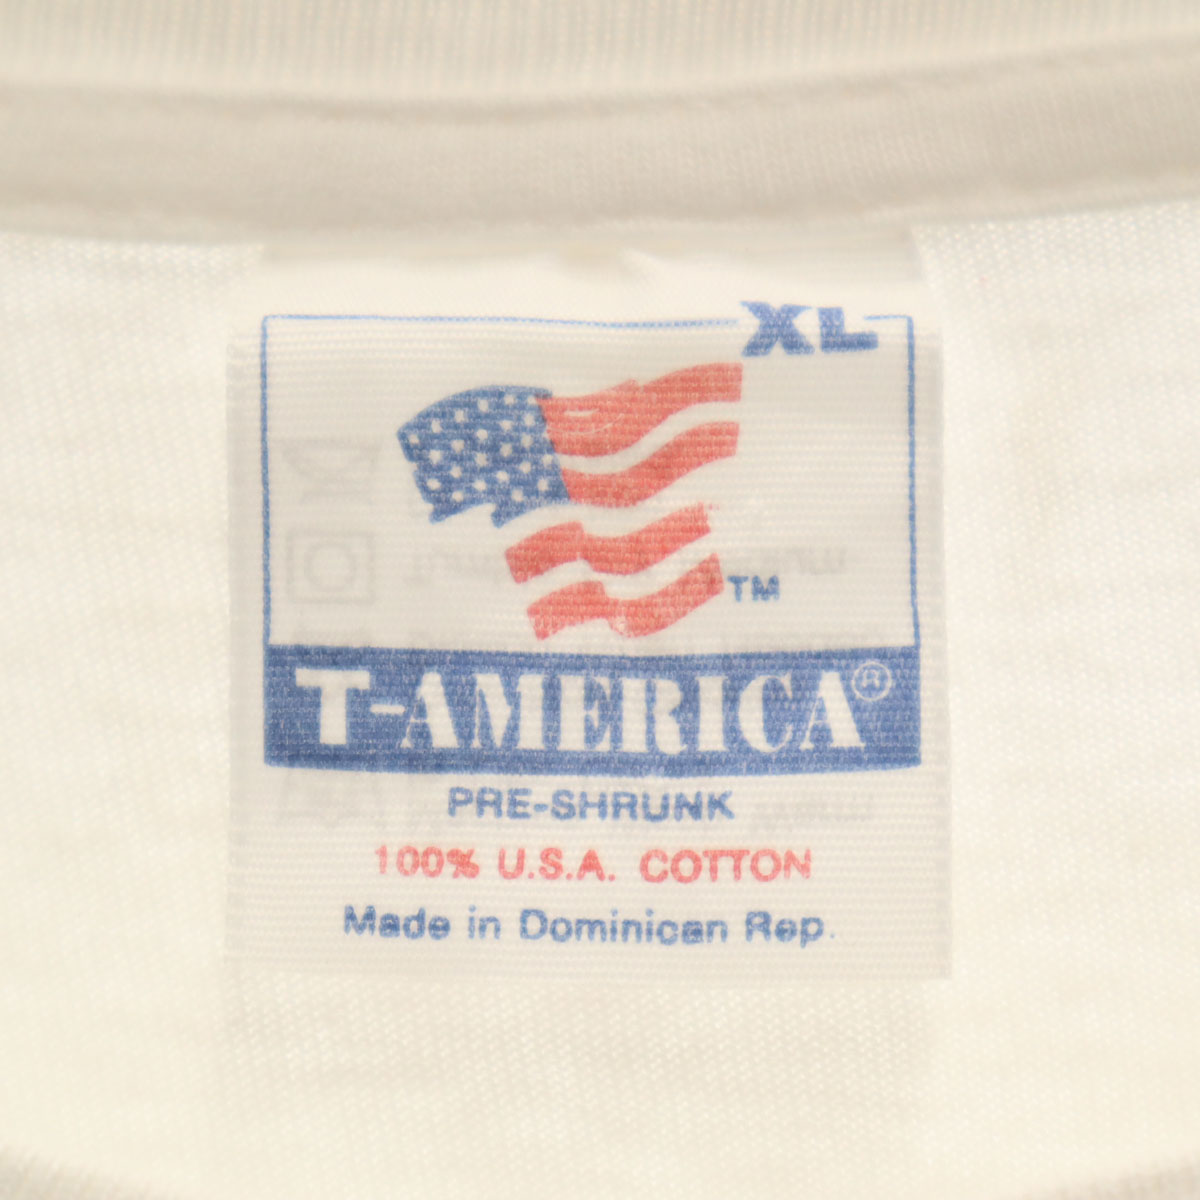 XL
TM
T-AMERICA®
PRE-SHRUNK
100% U.S.A. COTTON
Made in Dominican Rep.